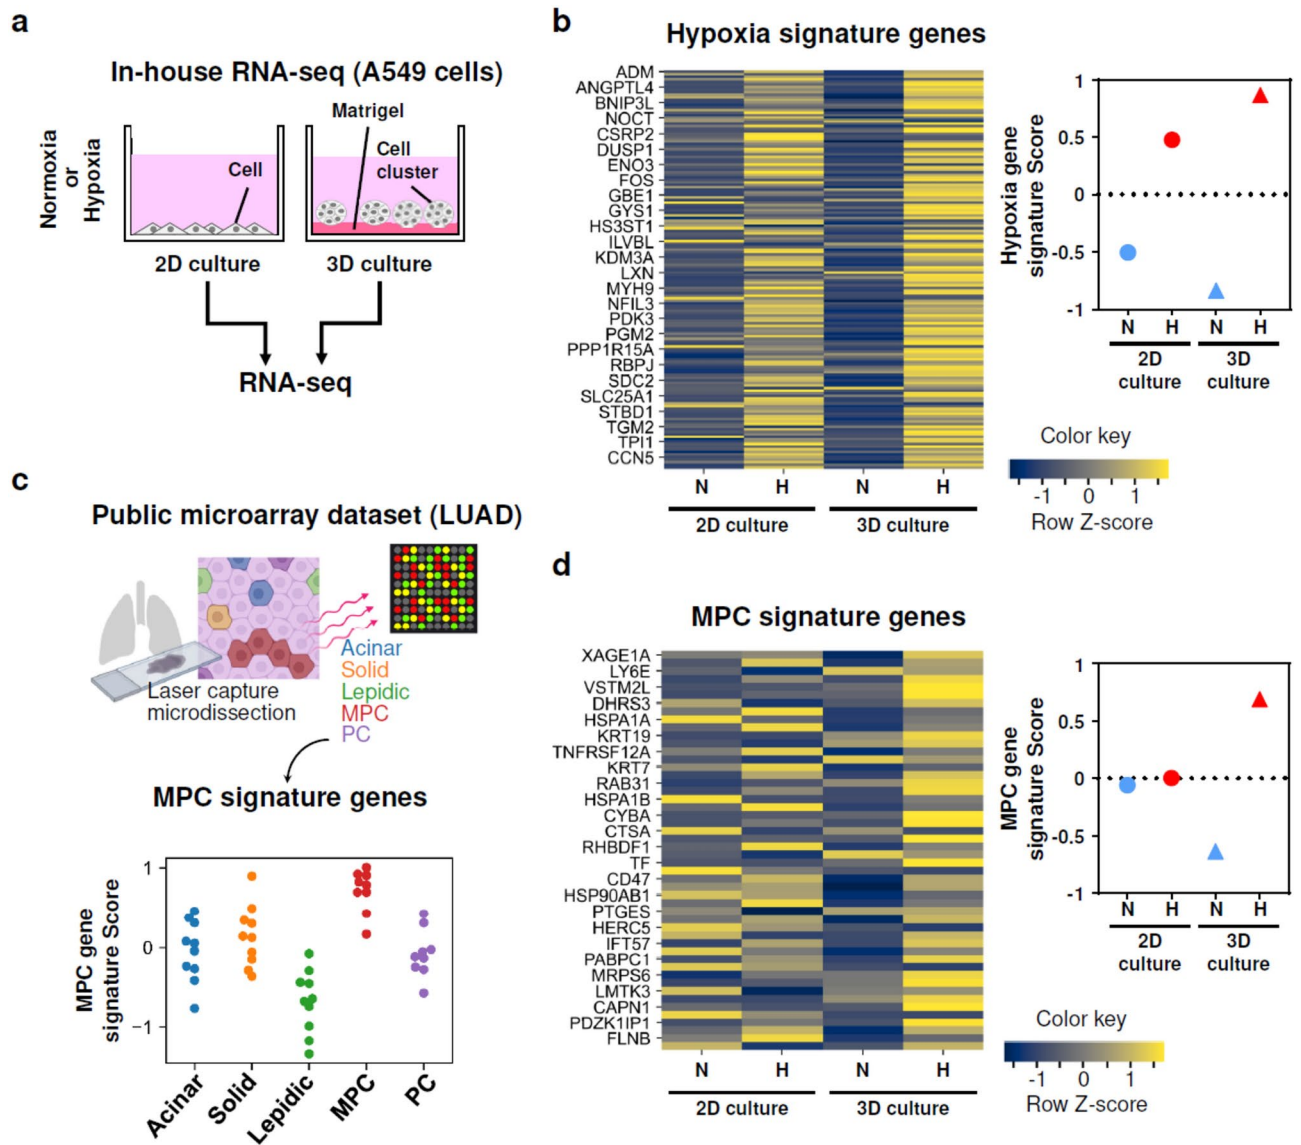 a
In-house RNA-seq (A549 cells)
Normoxia
or
Hypoxia
Matrigel
Cell
Cell
cluster
2D culture
3D culture
RNA-seq
b
Hypoxia signature genes
ADM
ANGPTL4
BNIP3L
NOCT
CSRP2
DUSP1
ENO3
FOS
GBE1
GYS1
HS3ST1
ILVBL
KDM3A
LXN
MYH9
NFIL3
PDK3
PGM2
PPP1R15A
RBPJ
SDC2
SLC25A1
STBD1
TGM2
TPI1
CCN5
N H N H
2D culture 3D culture
Hypoxia gene
signature Score
1
0.5
0
-0.5
-1
N H N H
2D
culture
3D
culture
Color key
-1 0 1
Row Z-score
c
Public microarray dataset (LUAD)
Laser capture
microdissection
Acinar
Solid
Lepidic
MPC
PC
MPC signature genes
MPC gene
signature Score
1
0
−1
Acinar
Solid
Lepidic
MPC
PC
d
MPC signature genes
XAGE1A
LY6E
VSTM2L
DHRS3
HSPA1A
KRT19
TNFRSF12A
KRT7
RAB31
HSPA1B
CYBA
CTSA
RHBDF1
TF
CD47
HSP90AB1
PTGES
HERC5
IFT57
PABPC1
MRPS6
LMTK3
CAPN1
PDZK1IP1
FLNB
N H N H
2D culture 3D culture
MPC gene
signature Score
1
0.5
0
-0.5
-1
N H N H
2D
culture
3D
culture
Color key
-1 0 1
Row Z-score